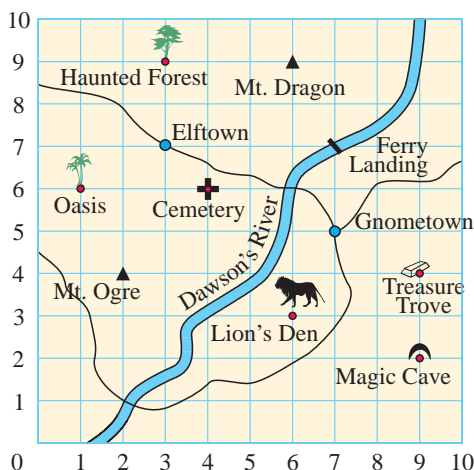 10
9
8
7
6
5
4
3
2
1
0
1 2 3 4 5 6 7 8 9 10
Haunted Forest
Mt. Dragon
Elftown
Ferry
Landing
Oasis
Cemetery
Gnometown
Dawson's River
Mt. Ogre
Treasure
Trove
Lion's Den
Magic Cave